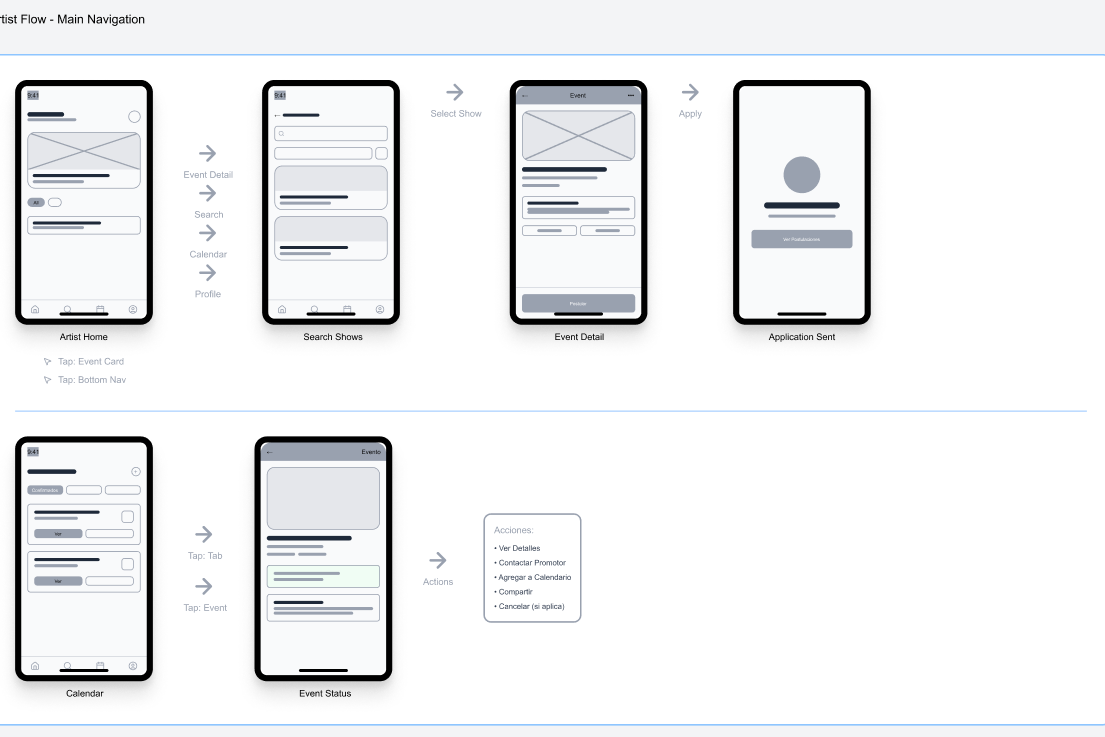 rtist Flow - Main Navigation
9:41
All
Artist Home
Tap: Event Card
Tap: Bottom Nav
Event Detail
Search
Calendar
Profile
9:41
Search Shows
Select Show
Event
Postular
Event Detail
Apply
Ver Postulaciones
Application Sent
9:41
Confirmados
Ver
Ver
Calendar
Tap: Tab
Tap: Event
Evento
Event Status
Actions
Acciones:
• Ver Detalles
• Contactar Promotor
• Agregar a Calendario
• Compartir
• Cancelar (si aplica)